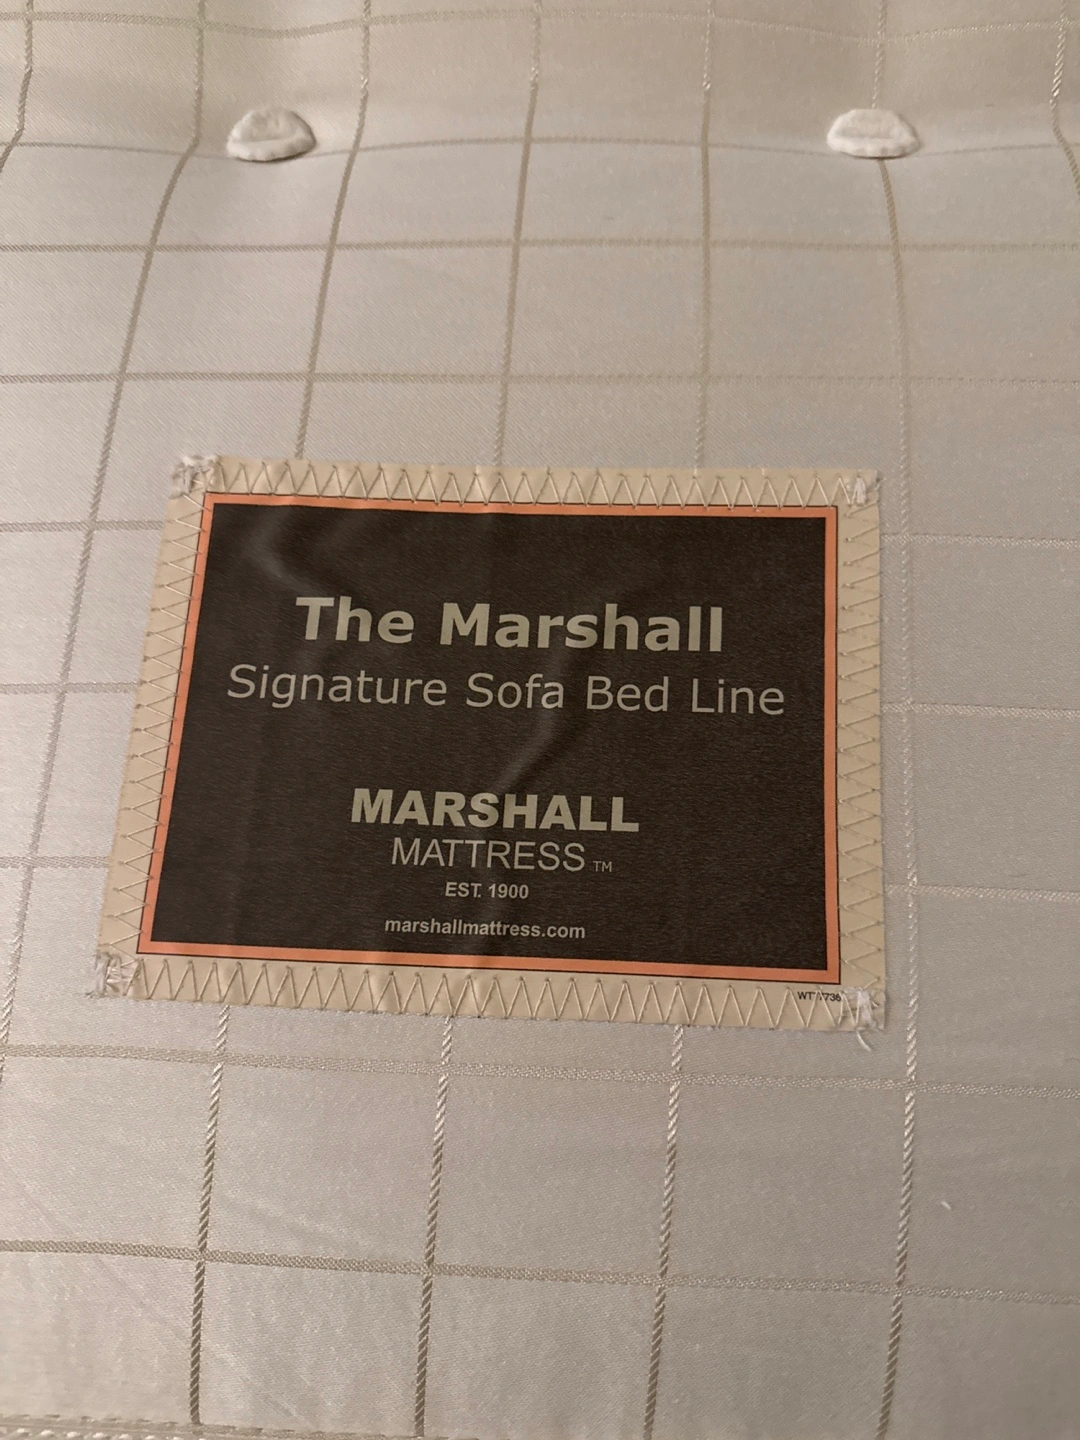 The Marshall
Signature Sofa Bed Line
MARSHALL
MATTRESS TM
EST. 1900
marshallmattress.com